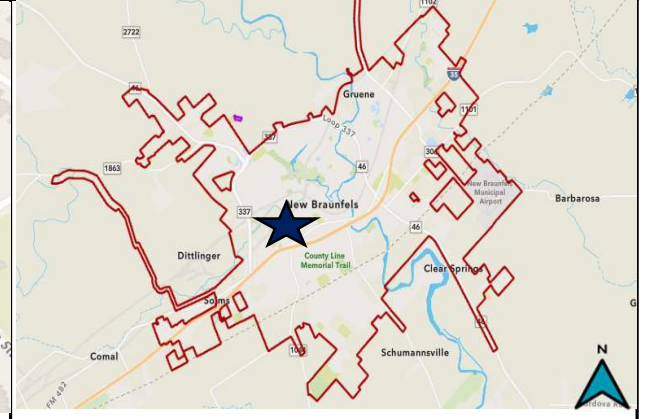 1102
2722
46
35
Gruene
1101
Loop 337
337
306
46
1863
New Braunfels
Municipal
Airport
Barbarosa
New Braunfels
337
46
County Line
Memorial Trail
Dittlinger
Clear Springs
Solms
46
Comal
Schumannsville
N
FM 482